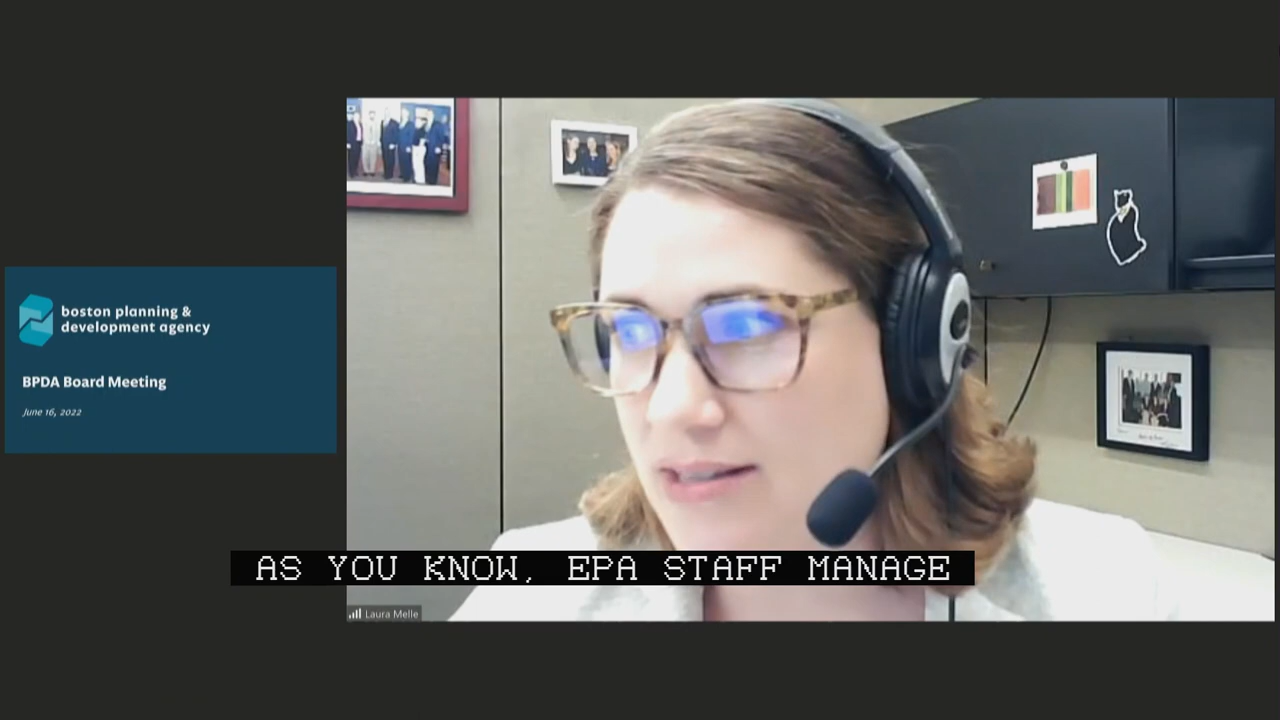 boston planning &
development agency
BPDA Board Meeting
June 16, 2022
AS YOU KNOW, EPA STAFF MANAGE
Laura Melle